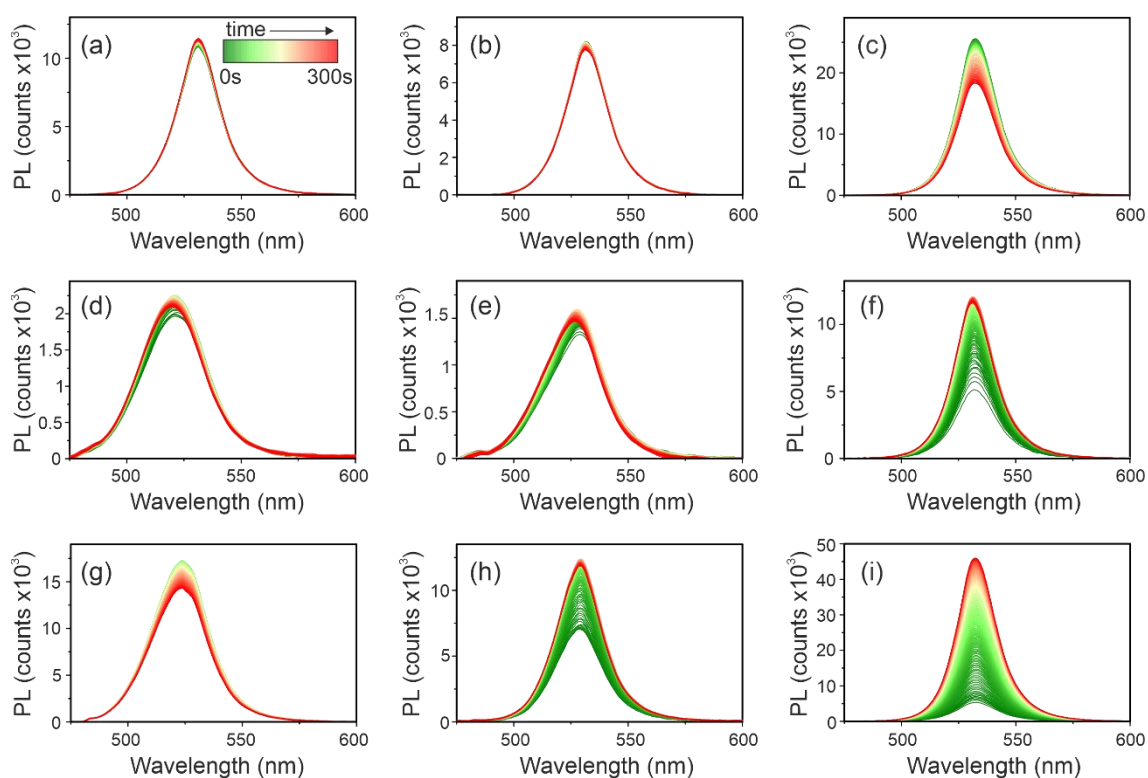 (a)
time
0s 300s
PL (counts x10³)
10
5
0
500 550 600
Wavelength (nm)
(b)
PL (counts x10³)
8
6
4
2
0
500 550 600
Wavelength (nm)
(c)
PL (counts x10³)
20
10
0
500 550 600
Wavelength (nm)
(d)
PL (counts x10³)
2
1.5
1
0.5
0
500 550 600
Wavelength (nm)
(e)
PL (counts x10³)
1.5
1
0.5
0
500 550 600
Wavelength (nm)
(f)
PL (counts x10³)
10
5
0
500 550 600
Wavelength (nm)
(g)
PL (counts x10³)
15
10
5
0
500 550 600
Wavelength (nm)
(h)
PL (counts x10³)
10
5
0
500 550 600
Wavelength (nm)
(i)
PL (counts x10³)
50
40
30
20
10
0
500 550 600
Wavelength (nm)